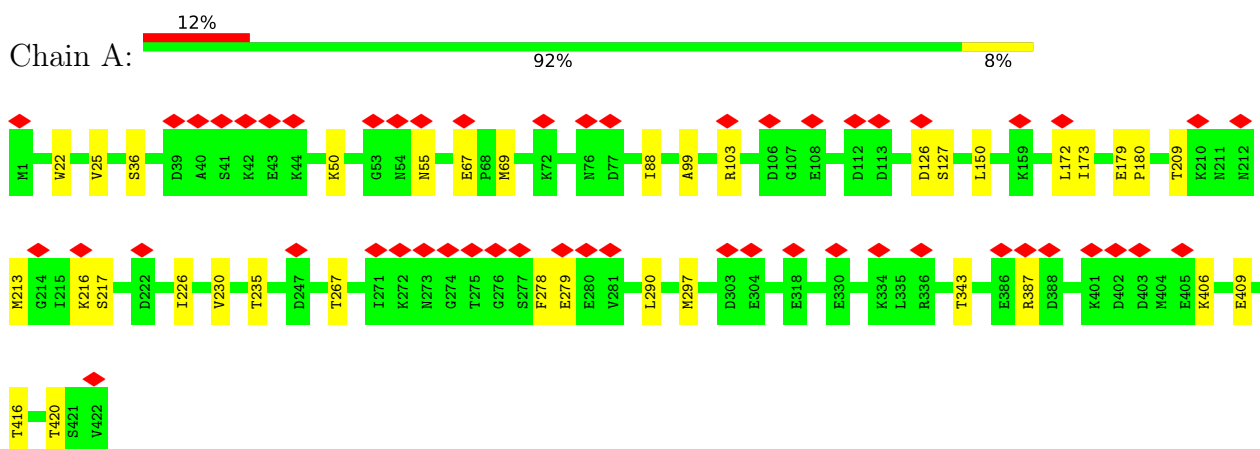 12%
Chain A:
92% 8%
M1 W22 V25 S36 D39 A40 S41 K42 E43 K44 K50 G53 N54 N55 E67 P68 M69 K72 N76 D77 I88 A99 R103 D106 G107 E108 D112 D113 D126 S127 L150 K159 L172 I173 E179 P180 T209 K210 N211 N212
M213 G214 I215 K216 S217 D222 I226 V230 T235 D247 T267 I271 K272 N273 G274 T275 G276 S277 F278 E279 E280 V281 L290 M297 D303 E304 E318 E330 K334 L335 R336 T343 E386 R387 D388 K401 D402 D403 M404 E405 K406 E409
T416 T420 S421 V422